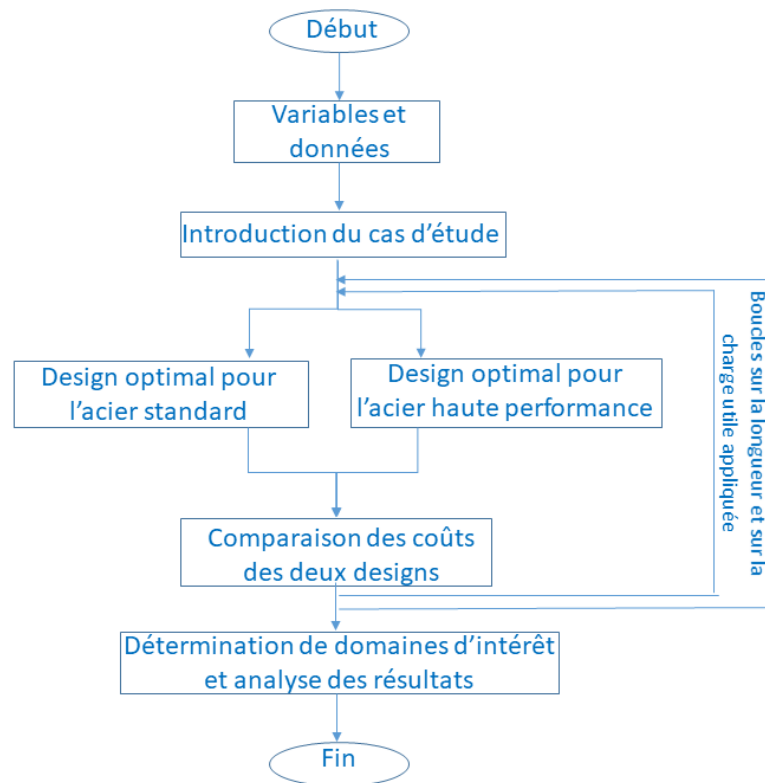 Début
Variables et
données
Introduction du cas d'étude
Boucles sur la longueur et sur la
charge utile appliquée
Design optimal pour
l'acier standard
Design optimal pour
l'acier haute performance
Comparaison des coûts
des deux designs
Détermination de domaines d'intérêt
et analyse des résultats
Fin